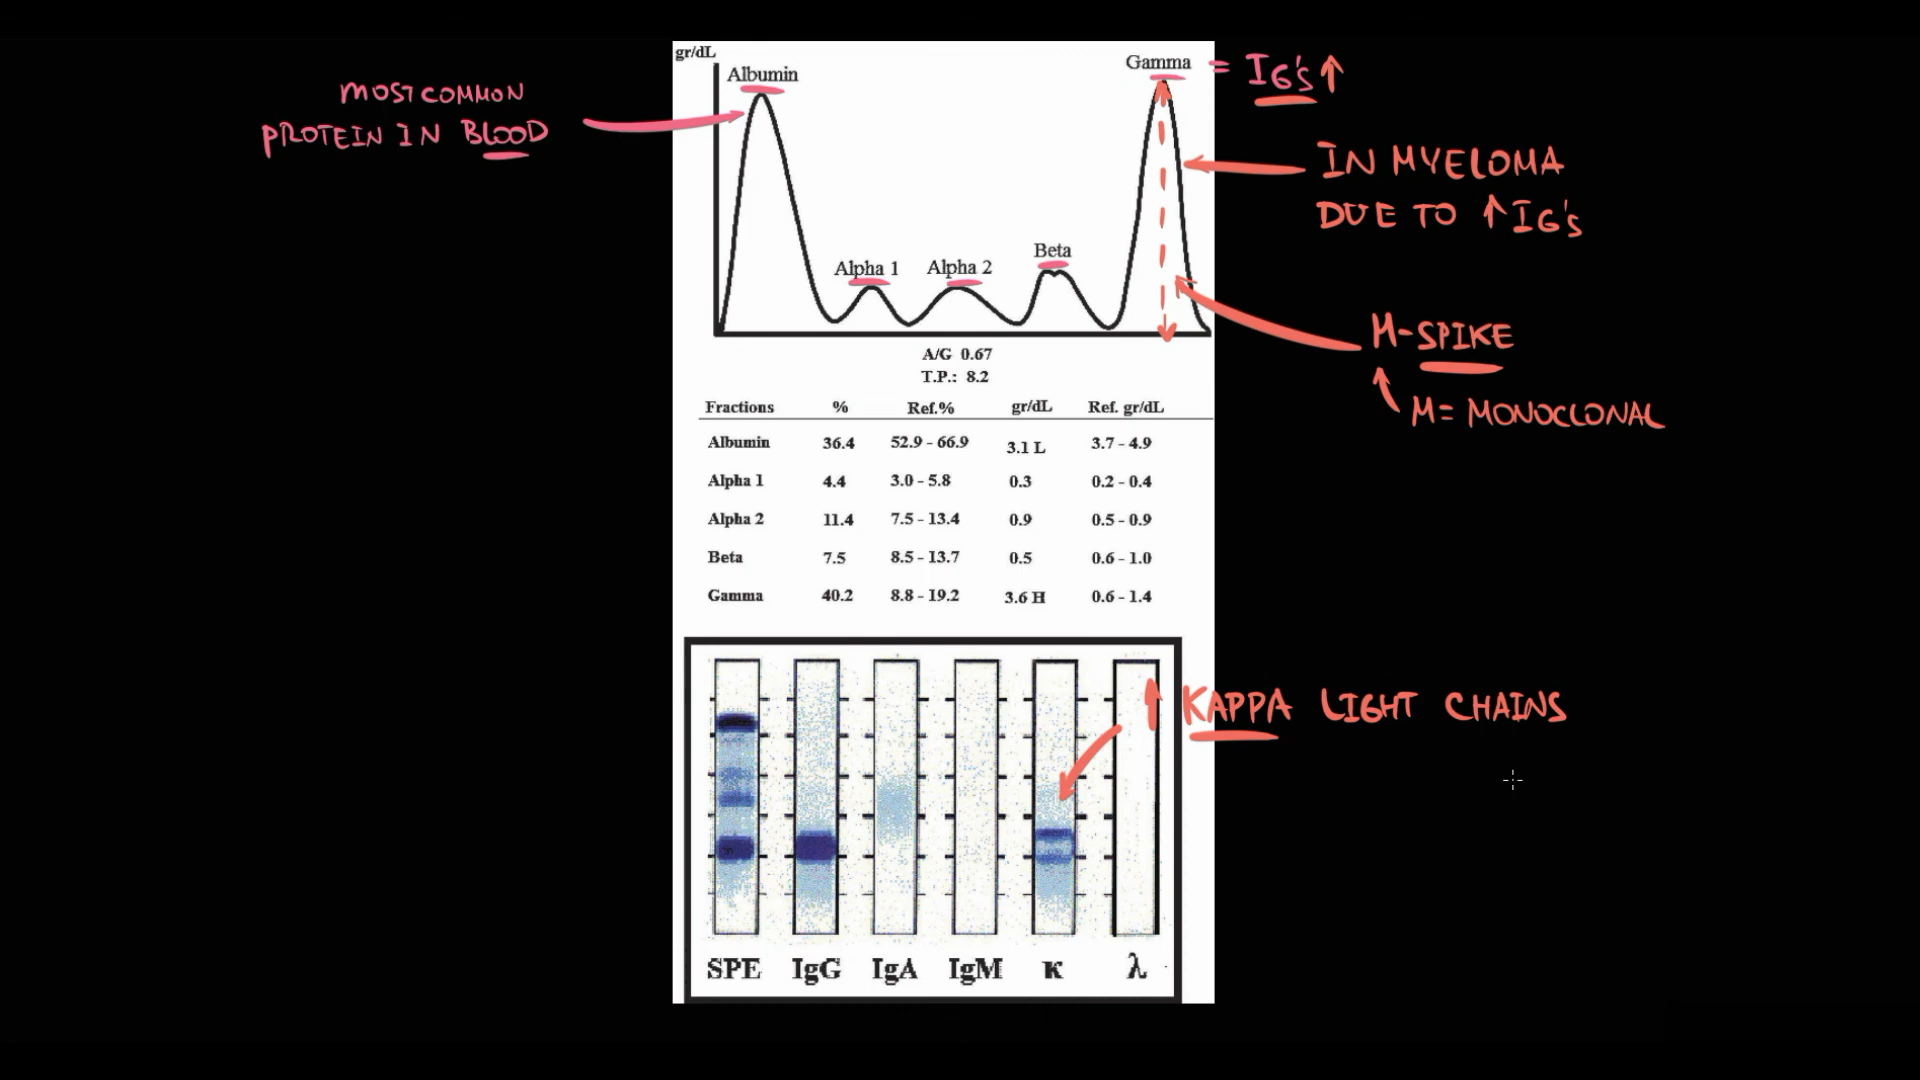 gr/dL
Albumin
Gamma = IG's ↑
MOST COMMON
PROTEIN IN BLOOD
IN MYELOMA
DUE TO ↑ IG's
Alpha 1 Alpha 2 Beta
M-SPIKE
M = MONOCLONAL
A/G 0.67
T.P.: 8.2
Fractions % Ref.% gr/dL Ref. gr/dL
Albumin 36.4 52.9 - 66.9 3.1 L 3.7 - 4.9
Alpha 1 4.4 3.0 - 5.8 0.3 0.2 - 0.4
Alpha 2 11.4 7.5 - 13.4 0.9 0.5 - 0.9
Beta 7.5 8.5 - 13.7 0.5 0.6 - 1.0
Gamma 40.2 8.8 - 19.2 3.6 H 0.6 - 1.4
↑ KAPPA LIGHT CHAINS
SPE IgG IgA IgM κ λ